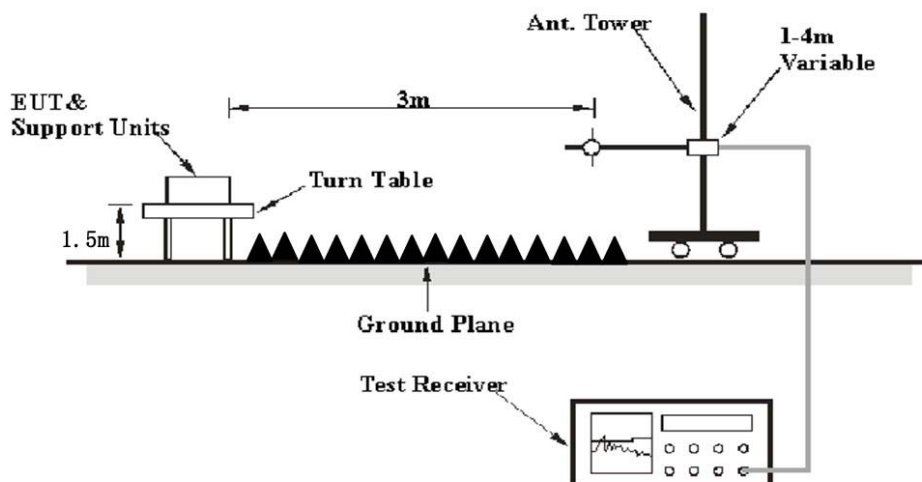 Ant. Tower
1-4m
Variable
EUT&
Support Units
3m
Turn Table
1.5m
Ground Plane
Test Receiver